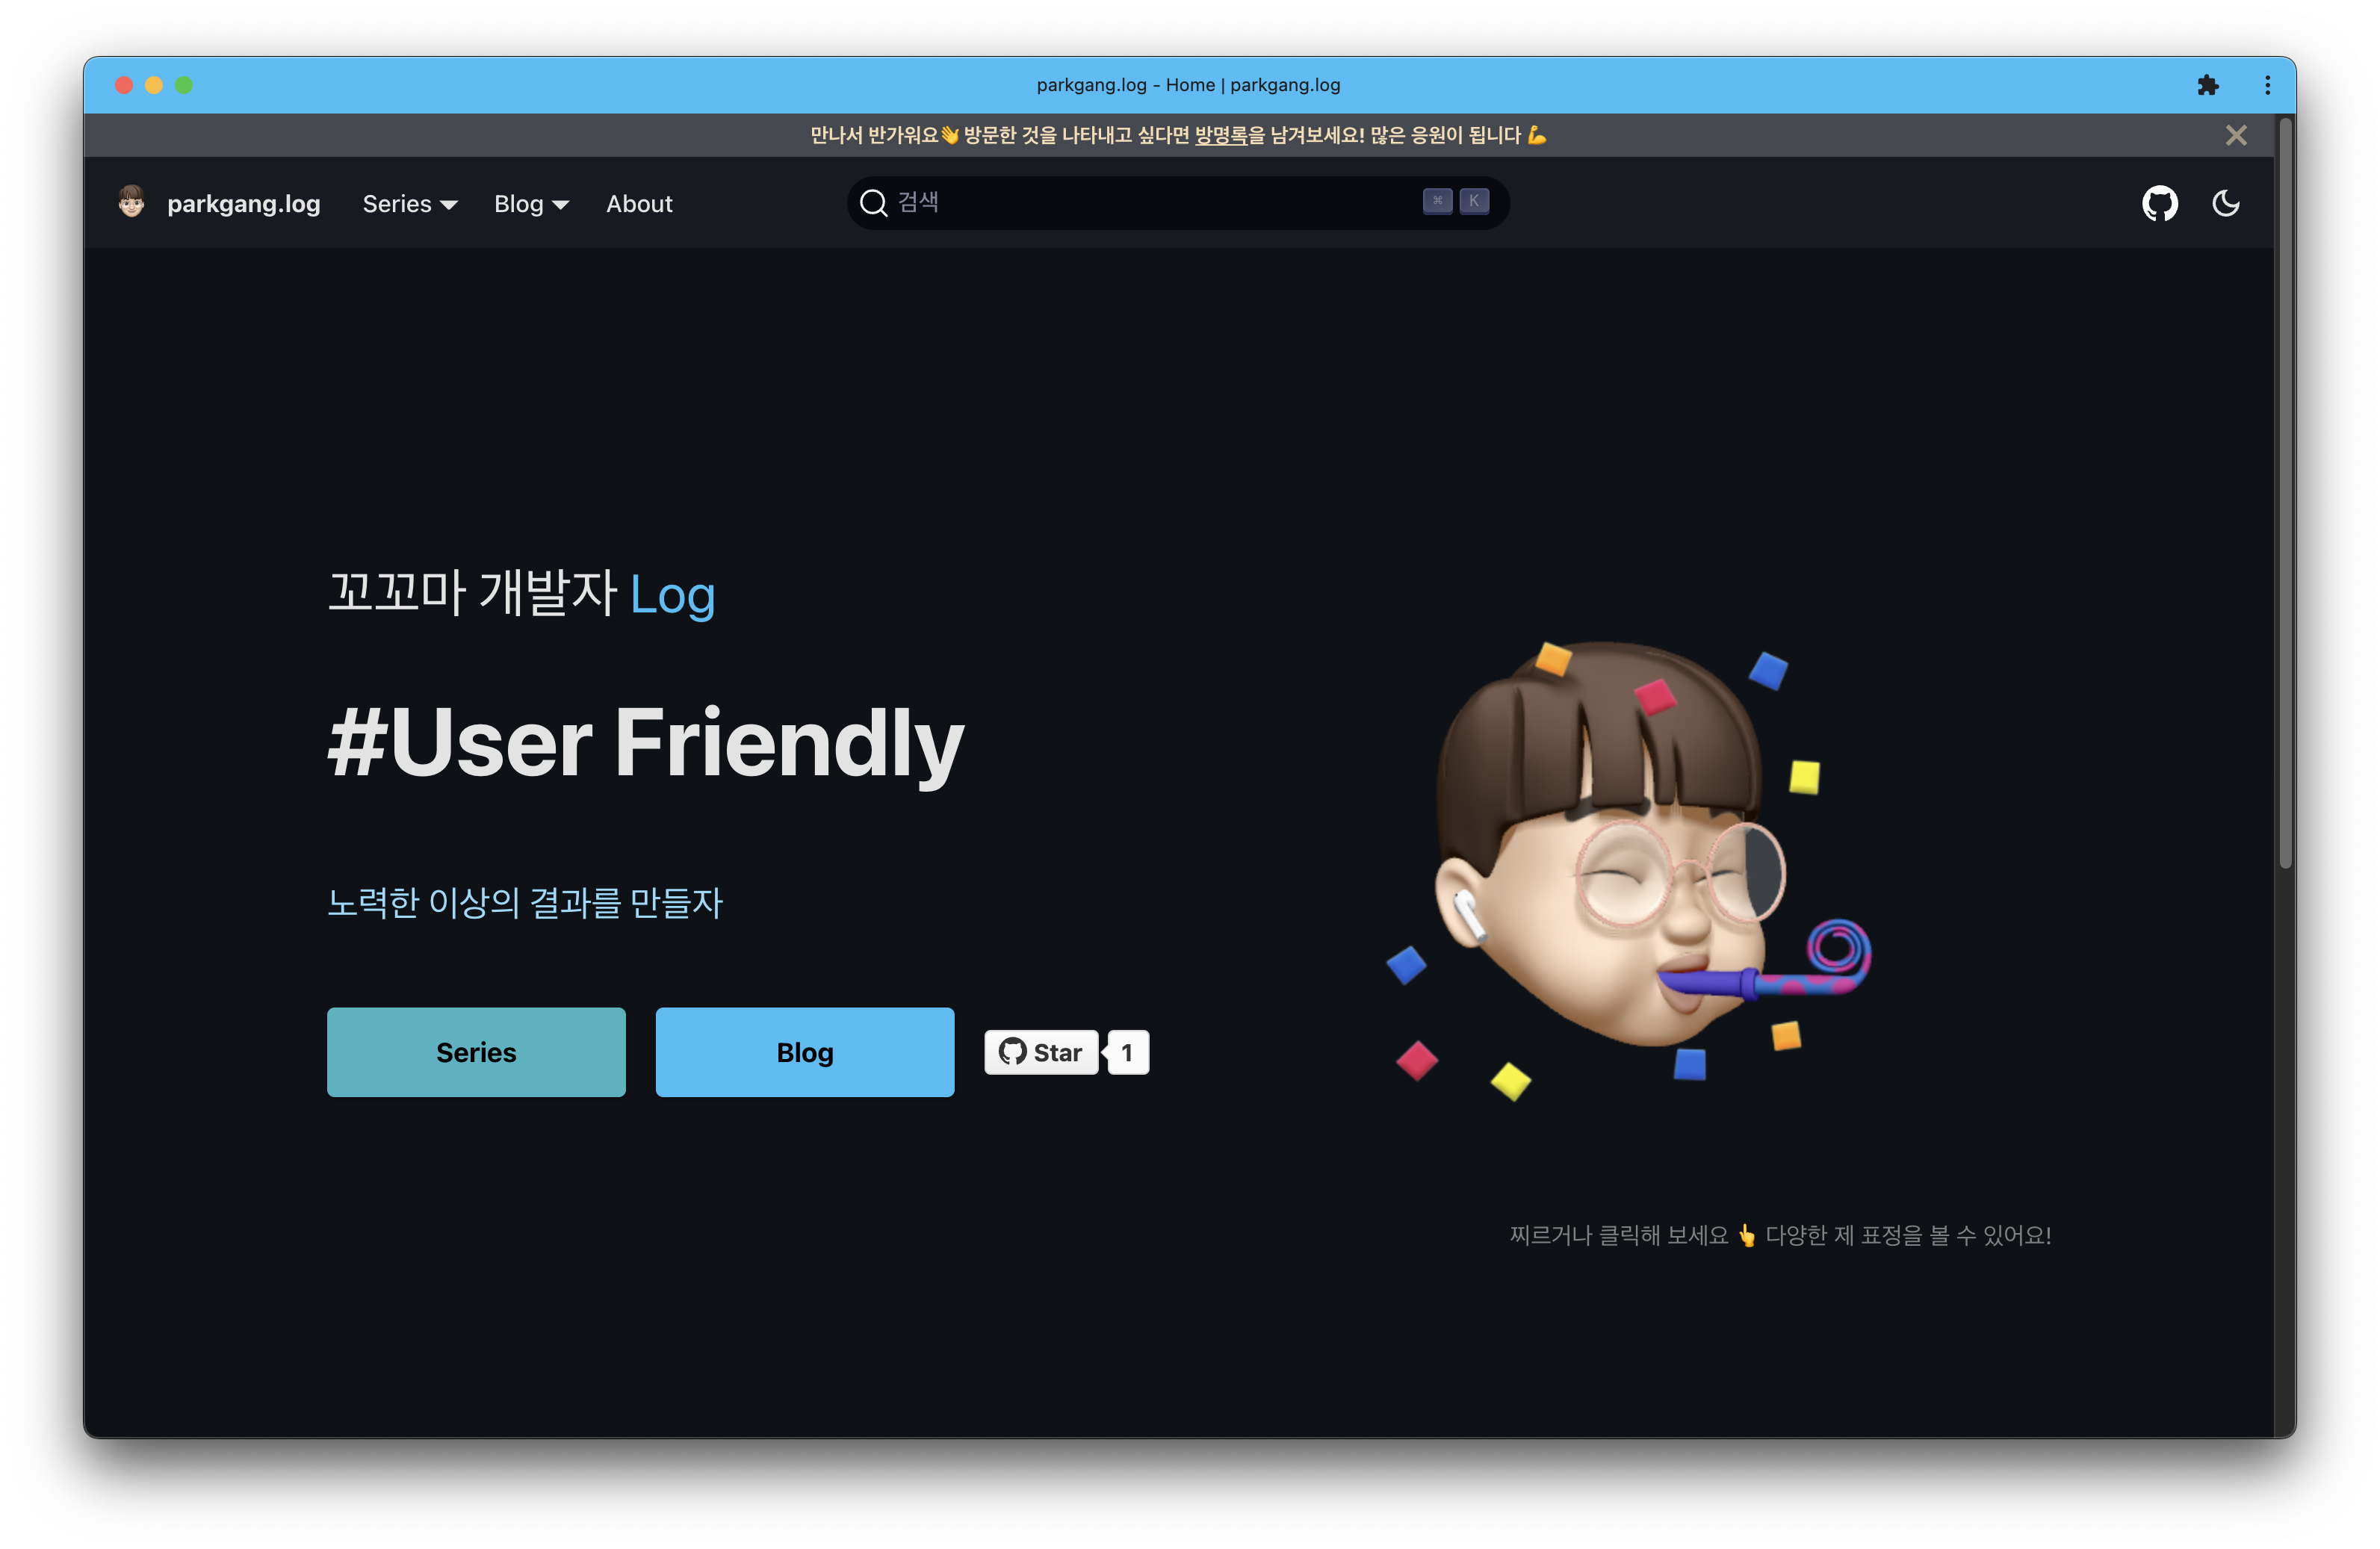 parkgang.log - Home | parkgang.log
만나서 반가워요👋 방문한 것을 나타내고 싶다면 방명록을 남겨보세요! 많은 응원이 됩니다 💪
parkgang.log Series Blog About 검색 ⌘ K
꼬꼬마 개발자 Log
#User Friendly
노력한 이상의 결과를 만들자
Series Blog Star 1
찌르거나 클릭해 보세요 👆 다양한 제 표정을 볼 수 있어요!